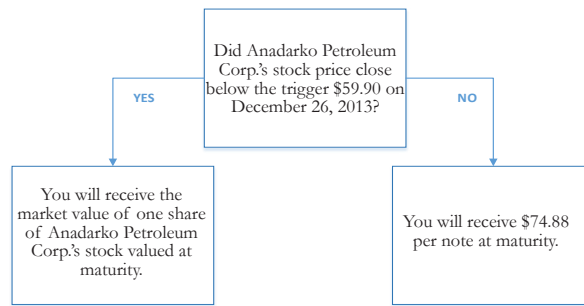 Did Anadarko Petroleum
Corp.'s stock price close
below the trigger $59.90 on
December 26, 2013?
YES
NO
You will receive the
market value of one share
of Anadarko Petroleum
Corp.'s stock valued at
maturity.
You will receive $74.88
per note at maturity.